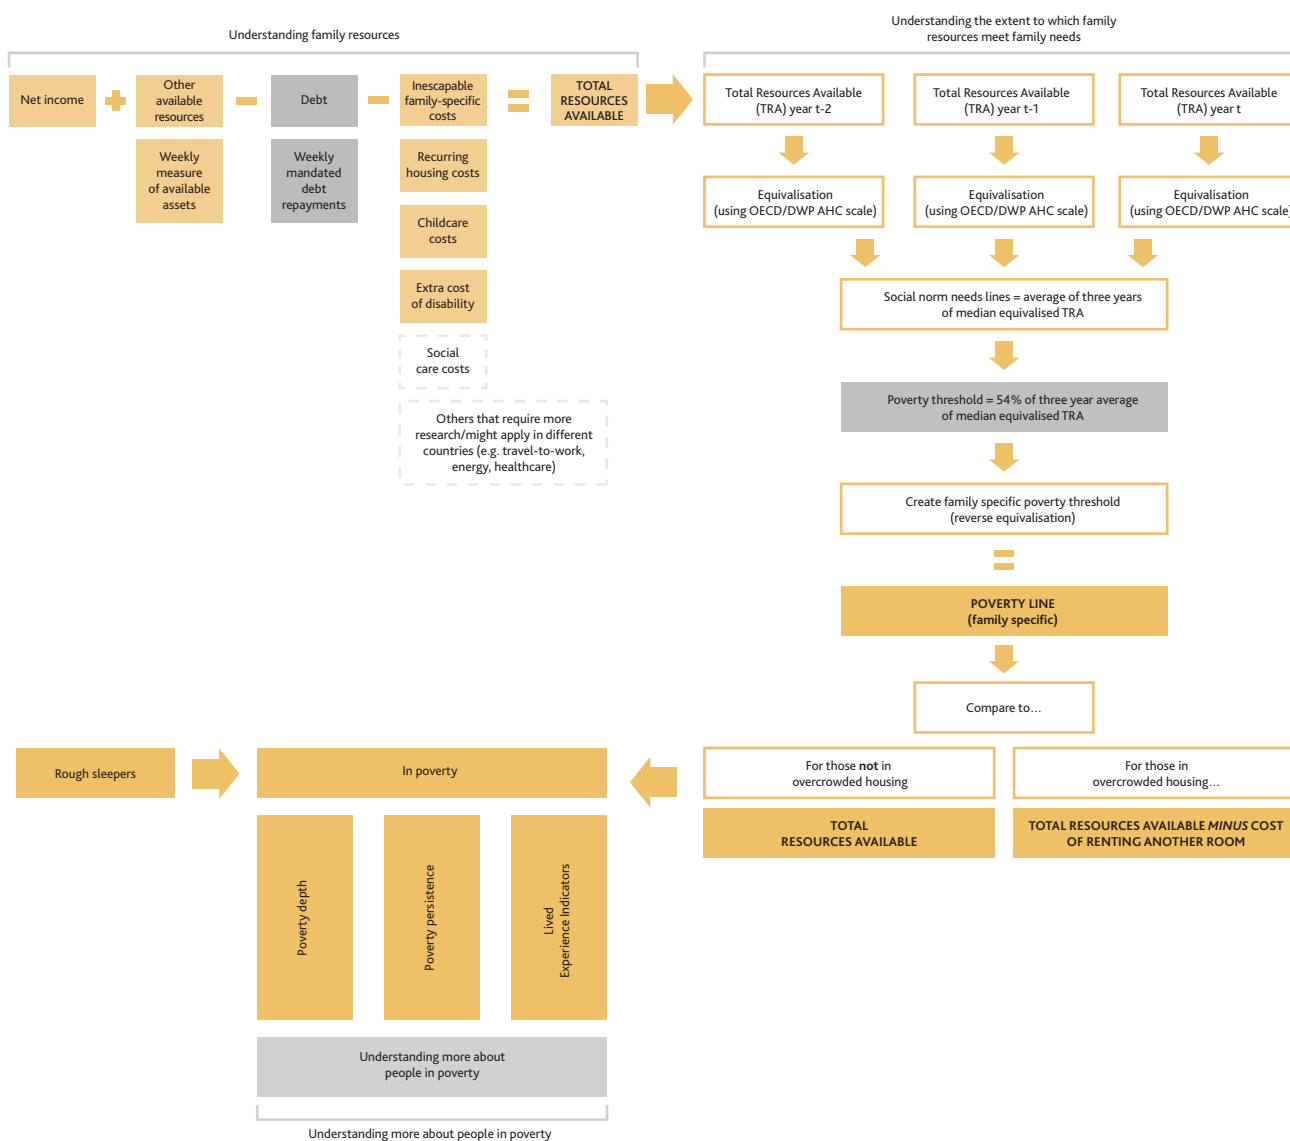 Understanding family resources
Net income
Other
available
resources
Debt
Inescapable
family-specific
costs
TOTAL
RESOURCES
AVAILABLE
Weekly
measure
of available
assets
Weekly
mandated
debt
repayments
Recurring
housing costs
Childcare
costs
Extra cost
of disability
Social
care costs
Others that require more
research/might apply in different
countries (e.g. travel-to-work,
energy, healthcare)
Understanding the extent to which family
resources meet family needs
Total Resources Available
(TRA) year t-2
Total Resources Available
(TRA) year t-1
Total Resources Available
(TRA) year t
Equivalisation
(using OECD/DWP AHC scale)
Equivalisation
(using OECD/DWP AHC scale)
Equivalisation
(using OECD/DWP AHC scale)
Social norm needs lines = average of three years
of median equivalised TRA
Poverty threshold = 54% of three year average
of median equivalised TRA
Create family specific poverty threshold
(reverse equivalisation)
POVERTY LINE
(family specific)
Compare to...
For those not in
overcrowded housing
For those in
overcrowded housing...
TOTAL
RESOURCES AVAILABLE
TOTAL RESOURCES AVAILABLE MINUS COST
OF RENTING ANOTHER ROOM
Rough sleepers
In poverty
Poverty depth
Poverty persistence
Lived
Experience Indicators
Understanding more about
people in poverty
Understanding more about people in poverty